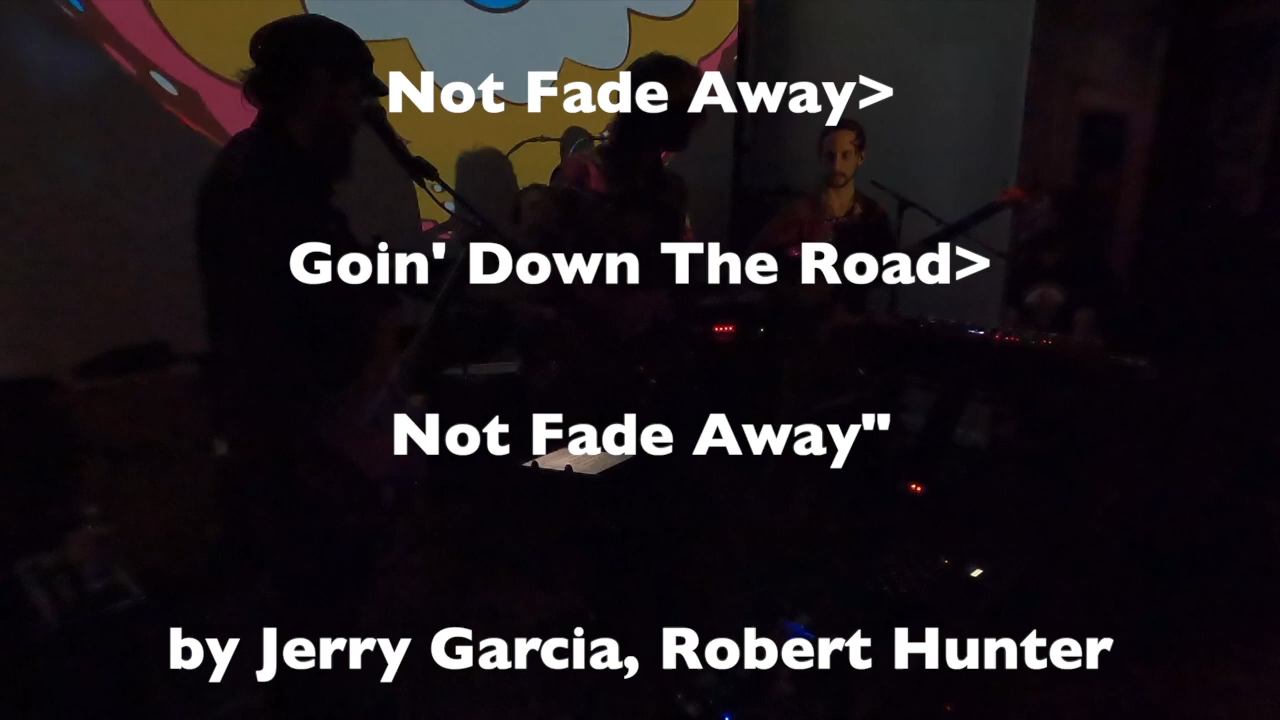 Not Fade Away>
Goin' Down The Road>
Not Fade Away"
by Jerry Garcia, Robert Hunter